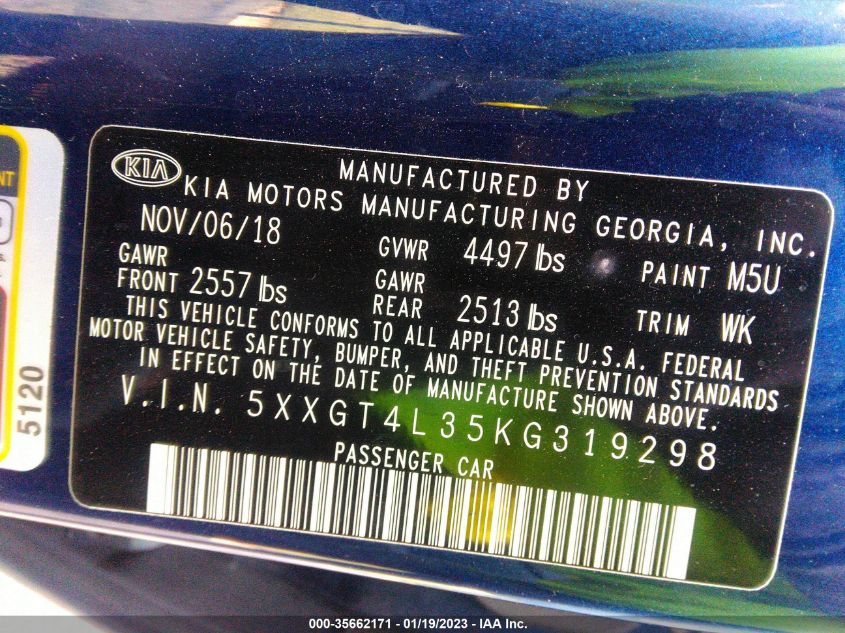 KIA
MANUFACTURED BY
KIA MOTORS MANUFACTURING GEORGIA, INC.
NOV/06/18 GVWR 4497 lbs PAINT M5U
GAWR FRONT 2557 lbs GAWR REAR 2513 lbs TRIM WK
THIS VEHICLE CONFORMS TO ALL APPLICABLE U.S.A. FEDERAL
MOTOR VEHICLE SAFETY, BUMPER, AND THEFT PREVENTION STANDARDS
IN EFFECT ON THE DATE OF MANUFACTURE SHOWN ABOVE.
V.I.N. 5XXGT4L35KG319298
PASSENGER CAR
5120
000-35662171 - 01/19/2023 - IAA Inc.